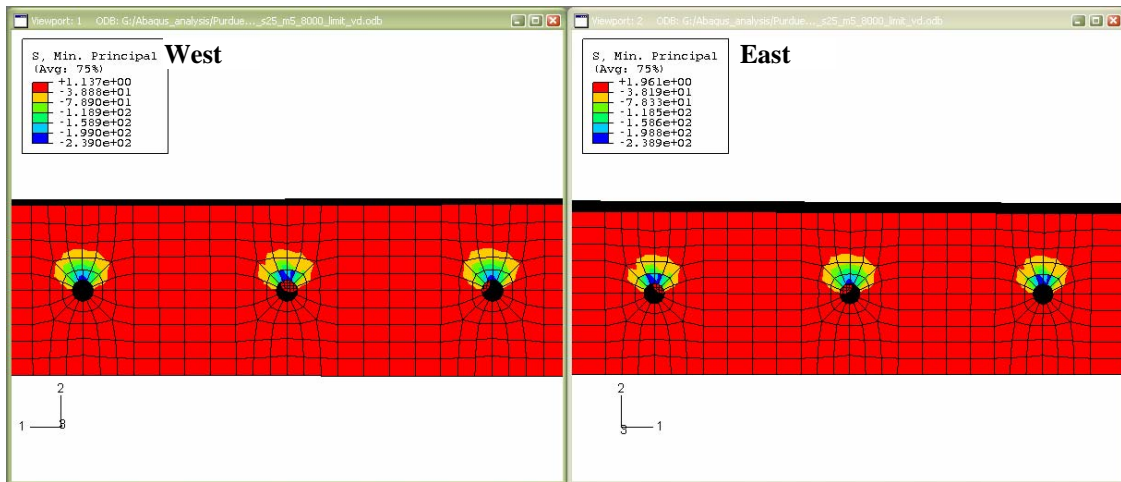 Viewport: 1 ODB: G:/Abaqus_analysis/Purdue..._s25_m5_8000_limit_vd.odb
West
S, Min. Principal
(Avg: 75%)
+1.137e+00
-3.888e+01
-7.890e+01
-1.189e+02
-1.589e+02
-1.990e+02
-2.390e+02
2
1
3
Viewport: 2 ODB: G:/Abaqus_analysis/Purdue..._s25_m5_8000_limit_vd.odb
East
S, Min. Principal
(Avg: 75%)
+1.961e+00
-3.819e+01
-7.833e+01
-1.185e+02
-1.586e+02
-1.988e+02
-2.389e+02
2
3
1